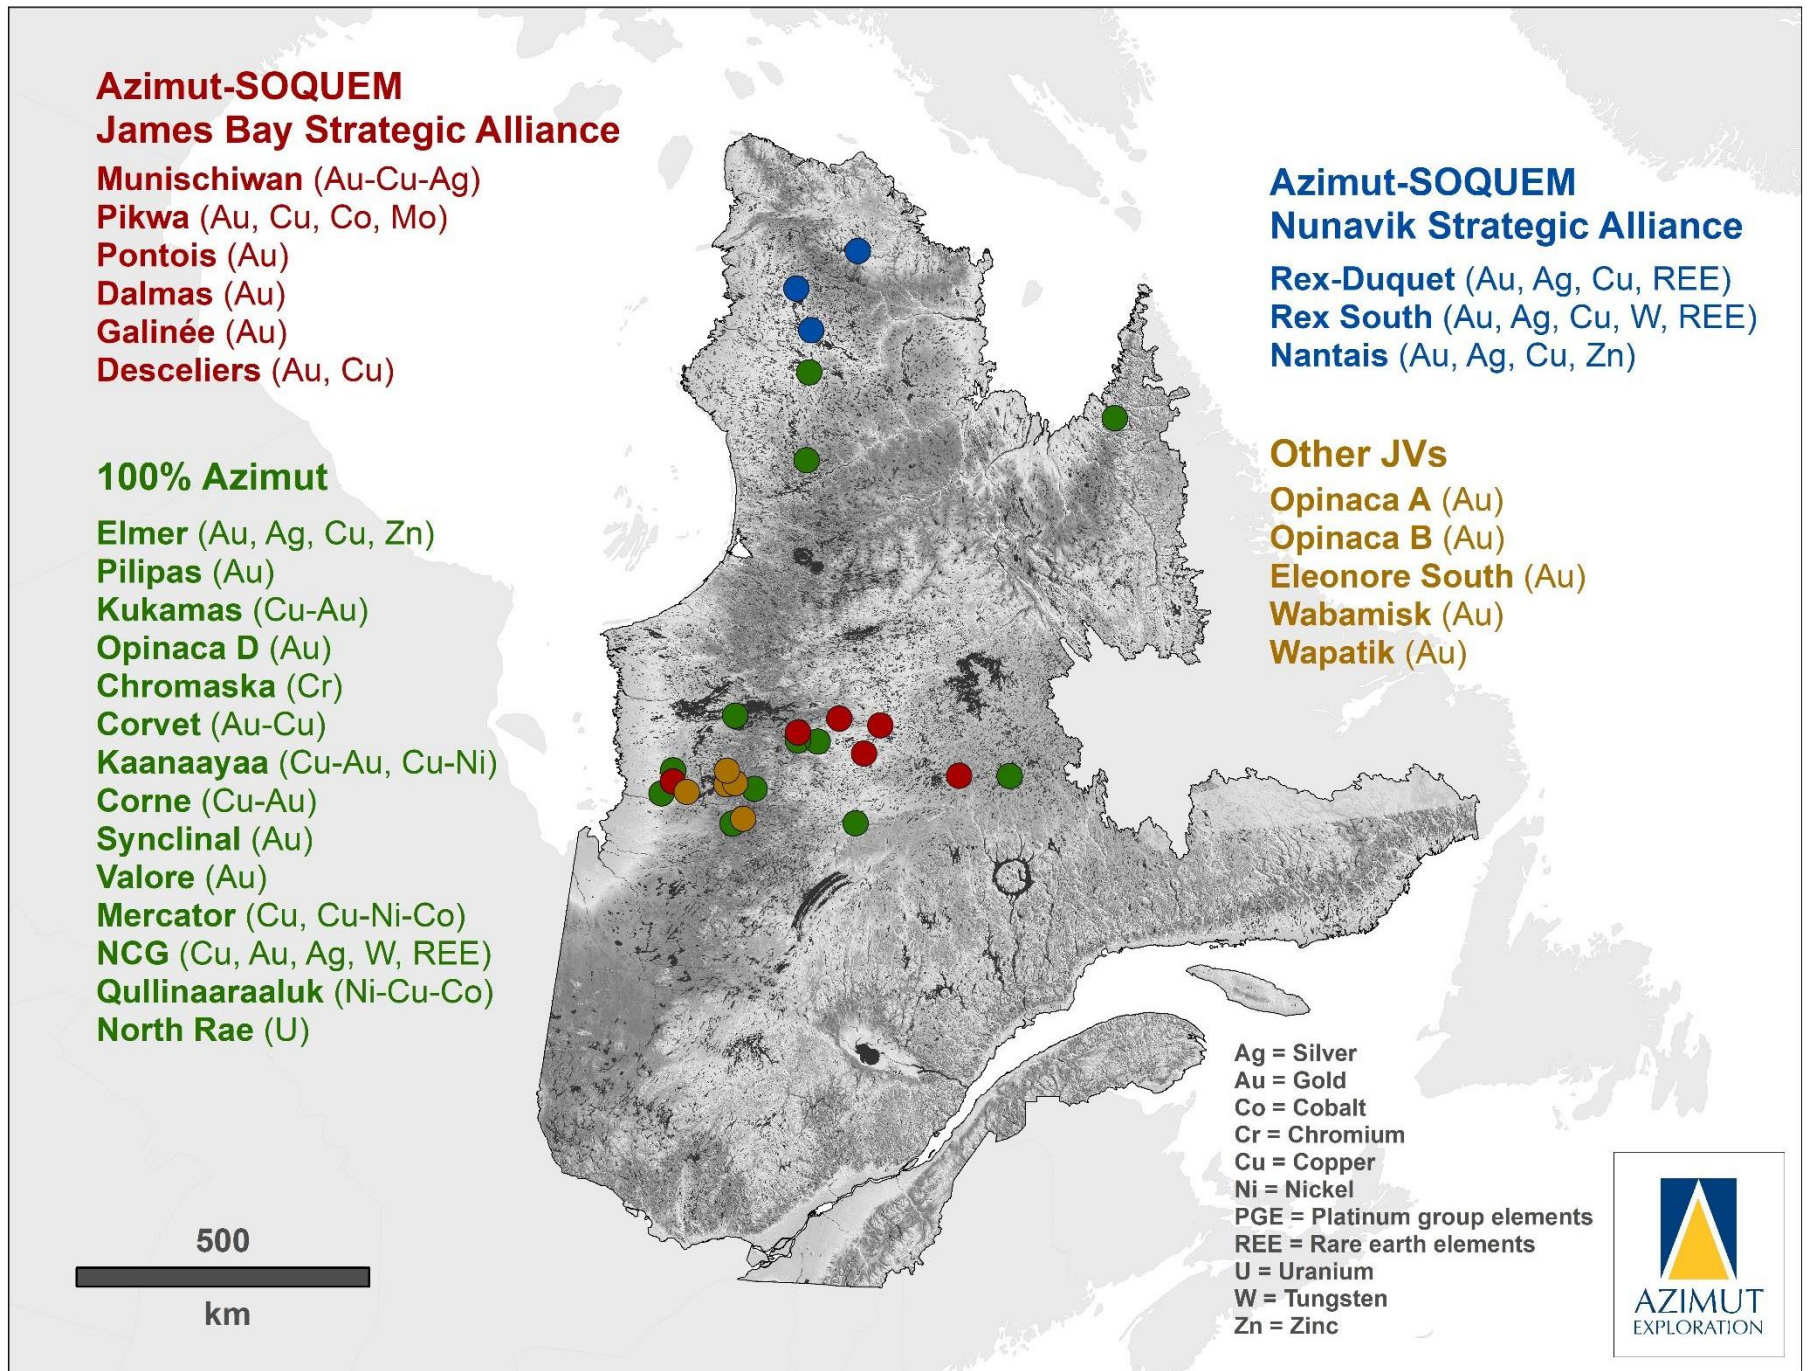 Azimut-SOQUEM
James Bay Strategic Alliance
Munischiwan (Au-Cu-Ag)
Pikwa (Au, Cu, Co, Mo)
Pontois (Au)
Dalmas (Au)
Galinée (Au)
Desceliers (Au, Cu)
100% Azimut
Elmer (Au, Ag, Cu, Zn)
Pilipas (Au)
Kukamas (Cu-Au)
Opinaca D (Au)
Chromaska (Cr)
Corvet (Au-Cu)
Kaanaayaa (Cu-Au, Cu-Ni)
Corne (Cu-Au)
Synclinal (Au)
Valore (Au)
Mercator (Cu, Cu-Ni-Co)
NCG (Cu, Au, Ag, W, REE)
Qullinaaraaluk (Ni-Cu-Co)
North Rae (U)
500
km
Azimut-SOQUEM
Nunavik Strategic Alliance
Rex-Duquet (Au, Ag, Cu, REE)
Rex South (Au, Ag, Cu, W, REE)
Nantais (Au, Ag, Cu, Zn)
Other JVs
Opinaca A (Au)
Opinaca B (Au)
Eleonore South (Au)
Wabamisk (Au)
Wapatik (Au)
Ag = Silver
Au = Gold
Co = Cobalt
Cr = Chromium
Cu = Copper
Ni = Nickel
PGE = Platinum group elements
REE = Rare earth elements
U = Uranium
W = Tungsten
Zn = Zinc
AZIMUT
EXPLORATION